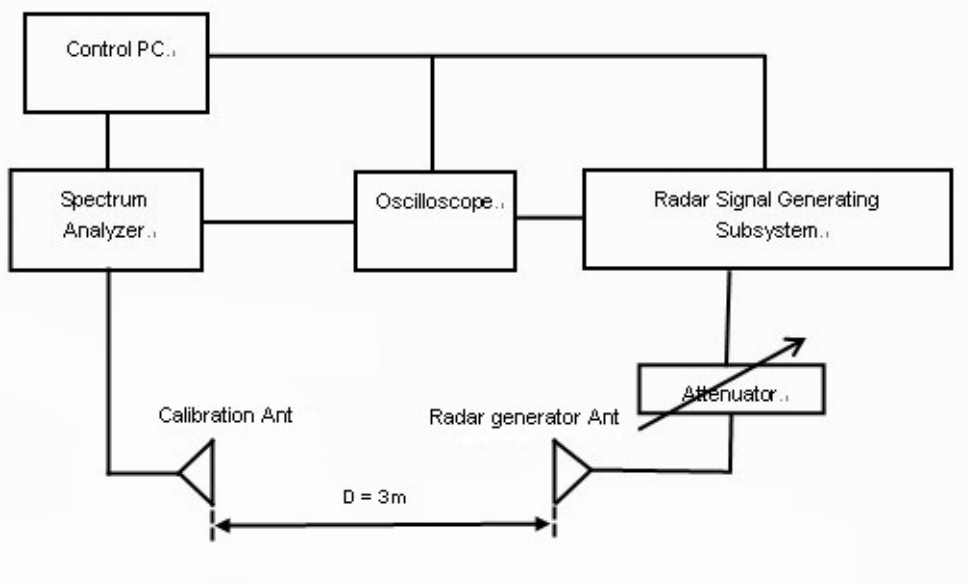 Control PC
Spectrum
Analyzer
Oscilloscope
Radar Signal Generating
Subsystem
Attenuator
Calibration Ant
Radar generator Ant
D = 3m